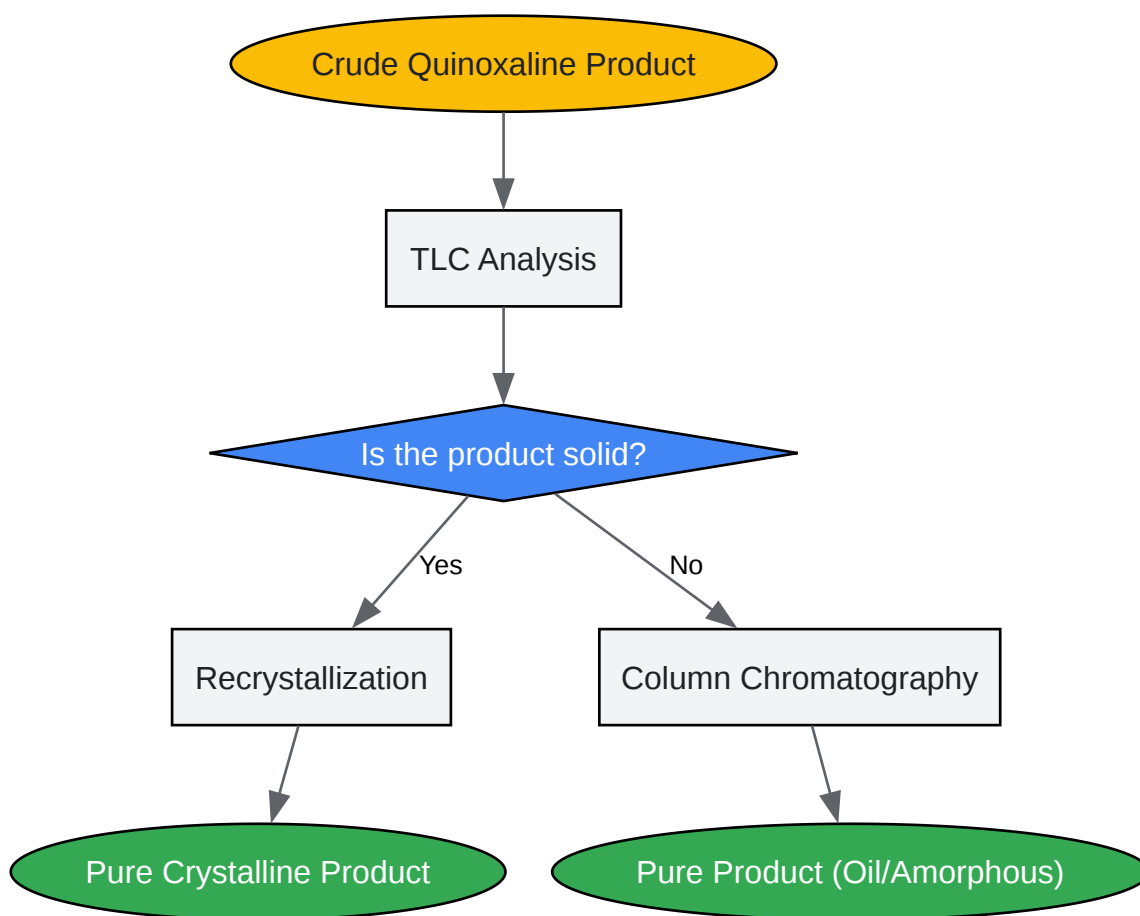 Crude Quinoxaline Product
TLC Analysis
Is the product solid?
Yes
No
Recrystallization
Column Chromatography
Pure Crystalline Product
Pure Product (Oil/Amorphous)